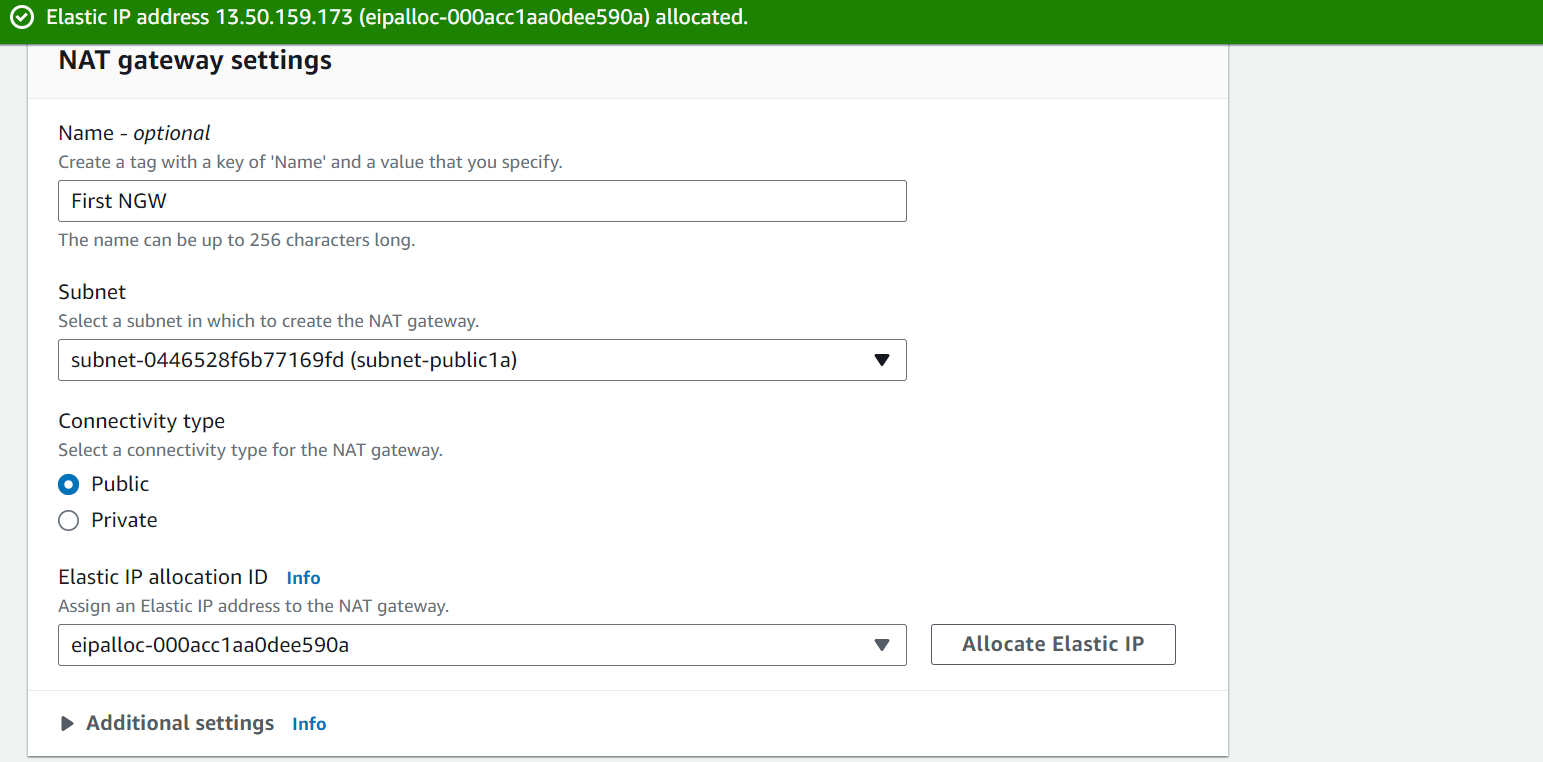 Elastic IP address 13.50.159.173 (eipalloc-000acc1aa0dee590a) allocated.
NAT gateway settings
Name - optional
Create a tag with a key of 'Name' and a value that you specify.
First NGW
The name can be up to 256 characters long.
Subnet
Select a subnet in which to create the NAT gateway.
subnet-0446528f6b77169fd (subnet-public1a)
Connectivity type
Select a connectivity type for the NAT gateway.
Public
Private
Elastic IP allocation ID Info
Assign an Elastic IP address to the NAT gateway.
eipalloc-000acc1aa0dee590a Allocate Elastic IP
Additional settings Info